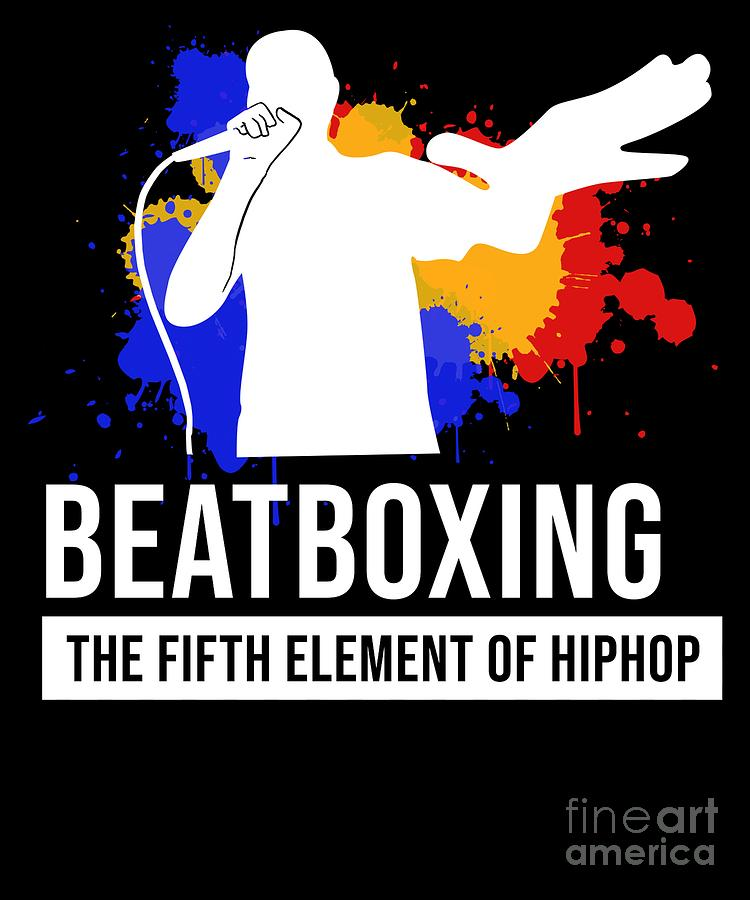 BEATBOXING
THE FIFTH ELEMENT OF HIPHOP
fineart
america